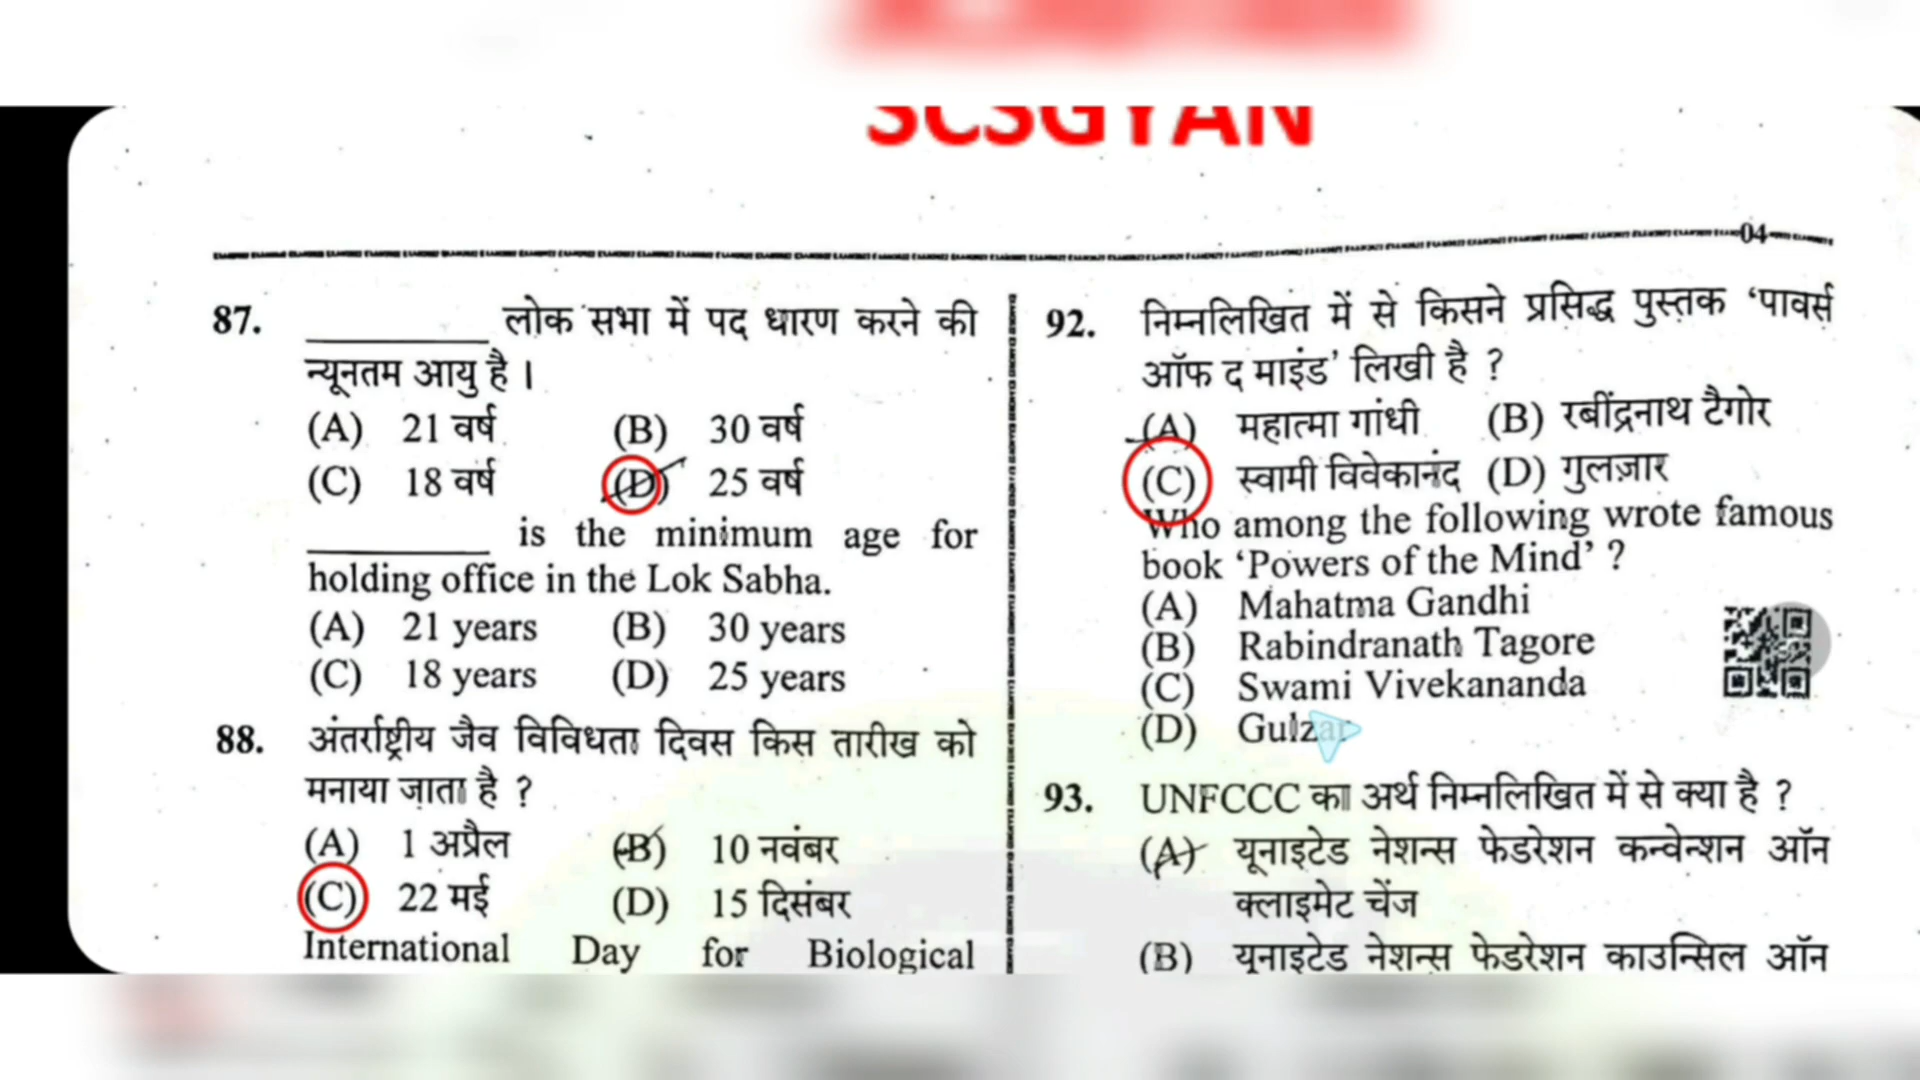 SCSGYAN
04
87. ________ लोक सभा में पद धारण करने की
न्यूनतम आयु है ।
(A) 21 वर्ष (B) 30 वर्ष
(C) 18 वर्ष (D) 25 वर्ष
________ is the minimum age for
holding office in the Lok Sabha.
(A) 21 years (B) 30 years
(C) 18 years (D) 25 years
88. अंतर्राष्ट्रीय जैव विविधता दिवस किस तारीख को
मनाया जाता है ?
(A) 1 अप्रैल (B) 10 नवंबर
(C) 22 मई (D) 15 दिसंबर
International Day for Biological
92. निम्नलिखित में से किसने प्रसिद्ध पुस्तक ‘पावर्स
ऑफ द माइंड’ लिखी है ?
(A) महात्मा गांधी (B) रबींद्रनाथ टैगोर
(C) स्वामी विवेकानंद (D) गुलज़ार
Who among the following wrote famous
book ‘Powers of the Mind’ ?
(A) Mahatma Gandhi
(B) Rabindranath Tagore
(C) Swami Vivekananda
(D) Gulzar
93. UNFCCC का अर्थ निम्नलिखित में से क्या है ?
(A) यूनाइटेड नेशन्स फेडरेशन कन्वेन्शन ऑन
क्लाइमेट चेंज
(B) यूनाइटेड नेशन्स फेडरेशन काउन्सिल ऑन